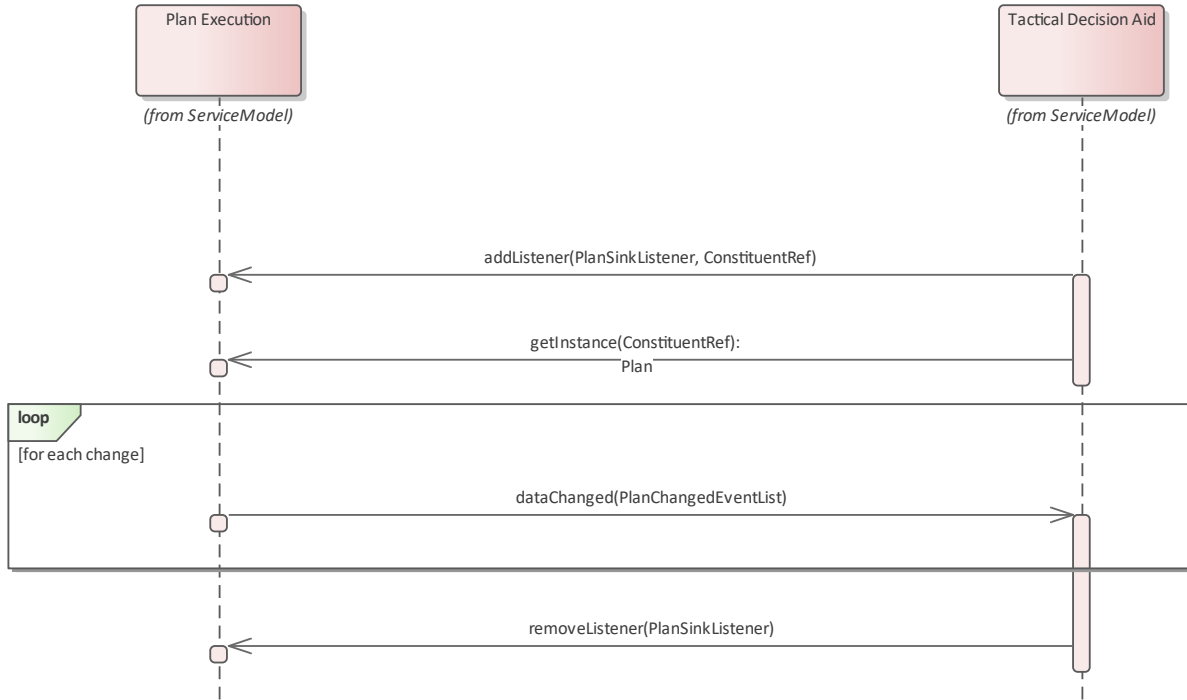 Plan Execution
Tactical Decision Aid
(from ServiceModel)
(from ServiceModel)
addListener(PlanSinkListener, ConstituentRef)
getInstance(ConstituentRef):
Plan
loop
[for each change]
dataChanged(PlanChangedEventList)
removeListener(PlanSinkListener)